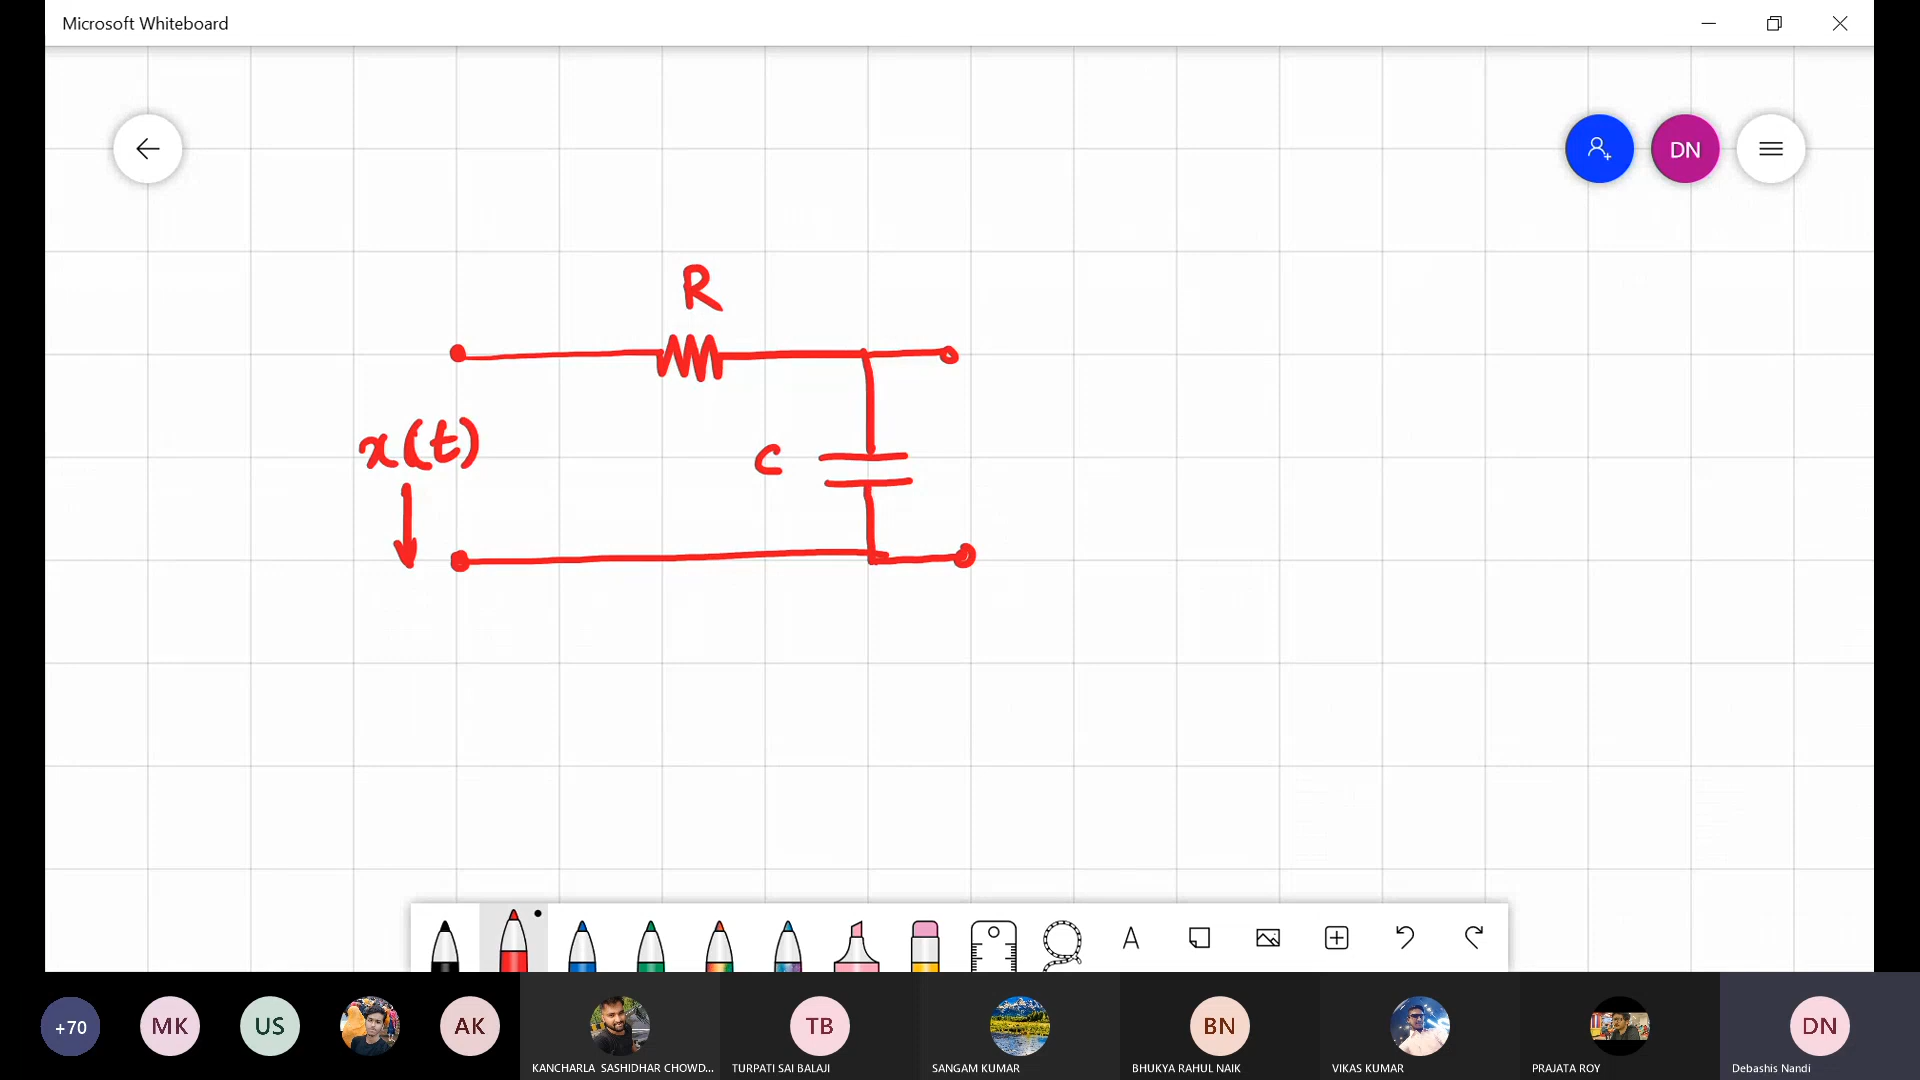 Microsoft Whiteboard
DN
R
x(t)
C
A
+70
MK
US
AK
TB
BN
DN
KANCHARLA SASHIDHAR CHOWD...
TURPATI SAI BALAJI
SANGAM KUMAR
BHUKYA RAHUL NAIK
VIKAS KUMAR
PRAJATA ROY
Debashis Nandi